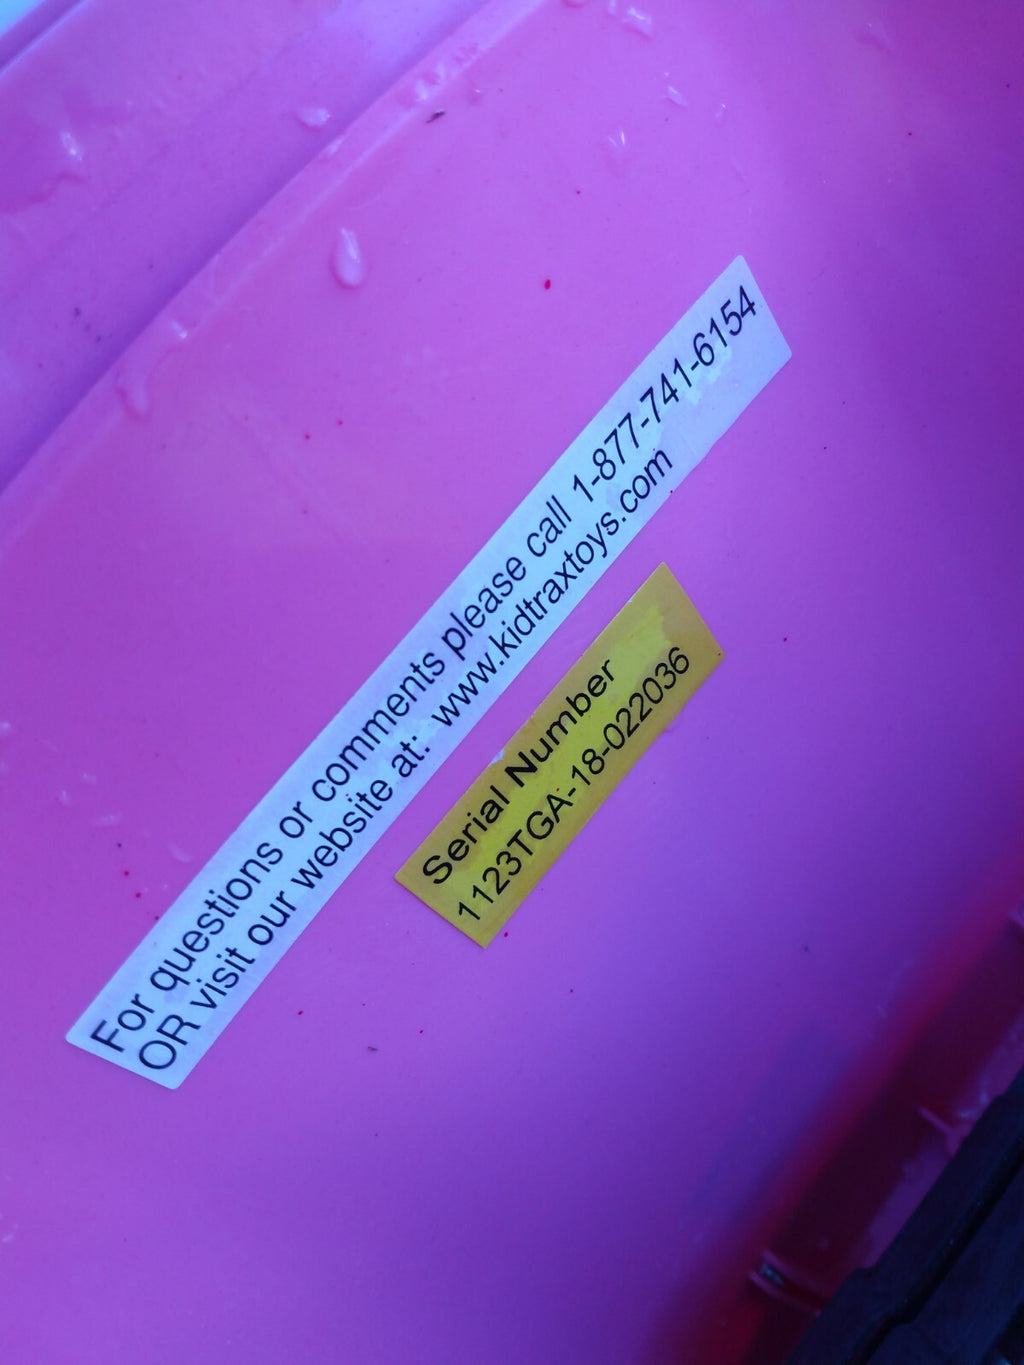 For questions or comments please call 1-877-741-6154
OR visit our website at: www.kidtraxtoys.com
Serial Number
1123TGA-18-022036